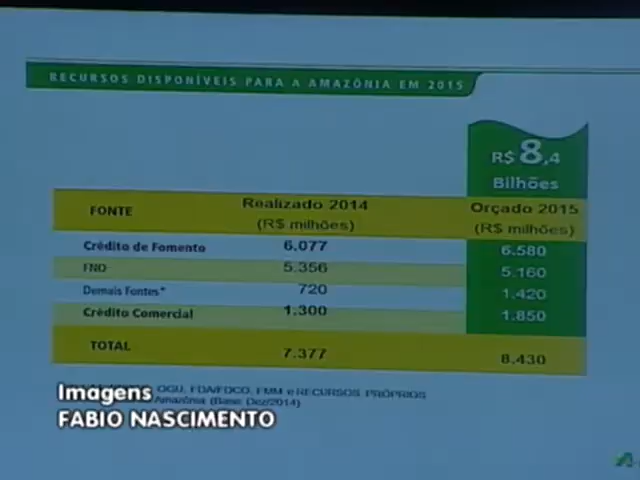 RECURSOS DISPONÍVEIS PARA A AMAZÔNIA EM 2015
R$ 8,4
Bilhões
FONTE Realizado 2014 (R$ milhões) Orçado 2015 (R$ milhões)
Crédito de Fomento 6.077 6.580
FNO 5.356 5.160
Demais Fontes* 720 1.420
Crédito Comercial 1.300 1.850
TOTAL 7.377 8.430
OGU, FDA/FDCO, FMM e RECURSOS PRÓPRIOS
Amazônia (Base: Dez/2014)
Imagens
FABIO NASCIMENTO